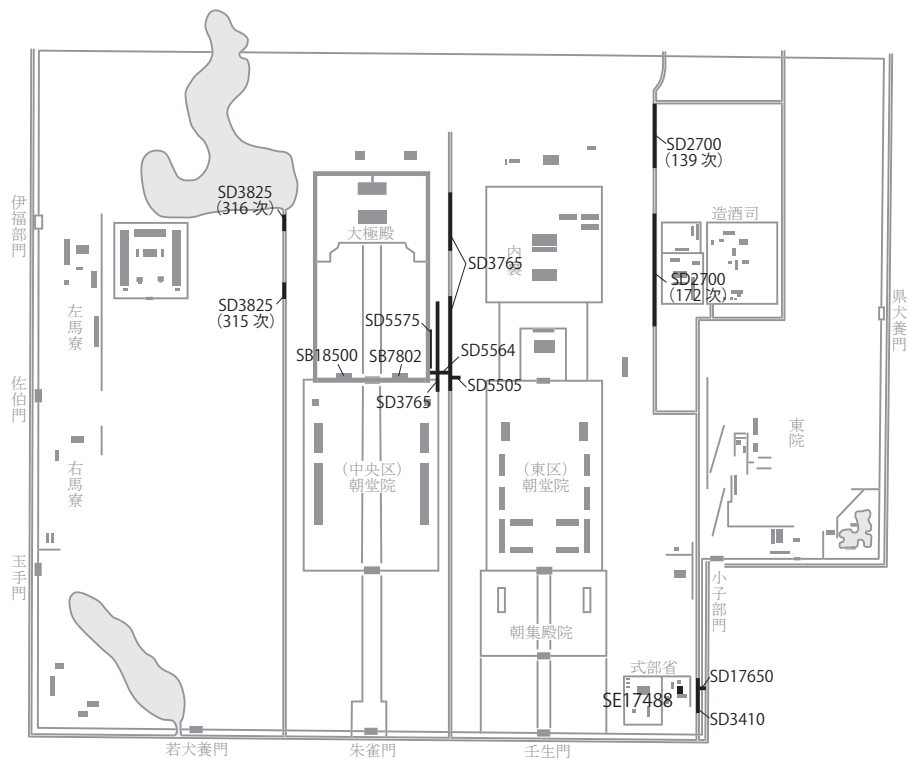 SD2700
（139 次）
SD3825
（316 次）
伊福部門
造酒司
大極殿
内裏
SD3765
SD2700
（172 次）
県犬養門
左馬寮
SD3825
（315 次）
SD5575
SD5564
SB18500
SB7802
SD5505
SD3765
佐伯門
東院
右馬寮
（中央区）
朝堂院
（東区）
朝堂院
玉手門
小子部門
朝集殿院
式部省
SD17650
SE17488
SD3410
若犬養門
朱雀門
壬生門